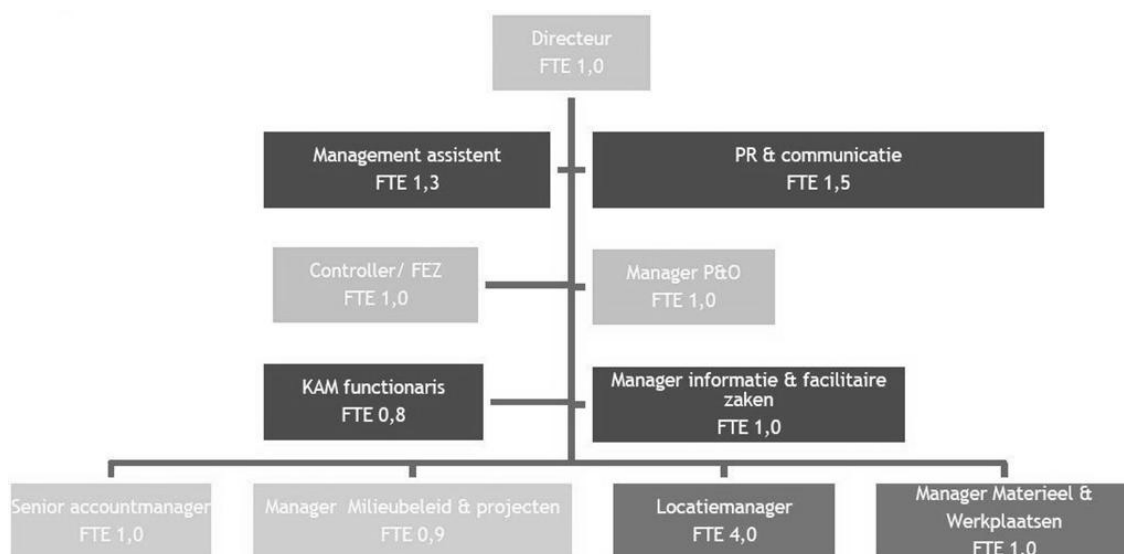 Directeur
FTE 1,0
Management assistent
FTE 1,3
PR & communicatie
FTE 1,5
Controller/ FEZ
FTE 1,0
Manager P&O
FTE 1,0
KAM functionaris
FTE 0,8
Manager informatie & facilitaire
zaken
FTE 1,0
Senior accountmanager
FTE 1,0
Manager Milieubeleid & projecten
FTE 0,9
Locatiemanager
FTE 4,0
Manager Materieel &
Werkplaatsen
FTE 1,0